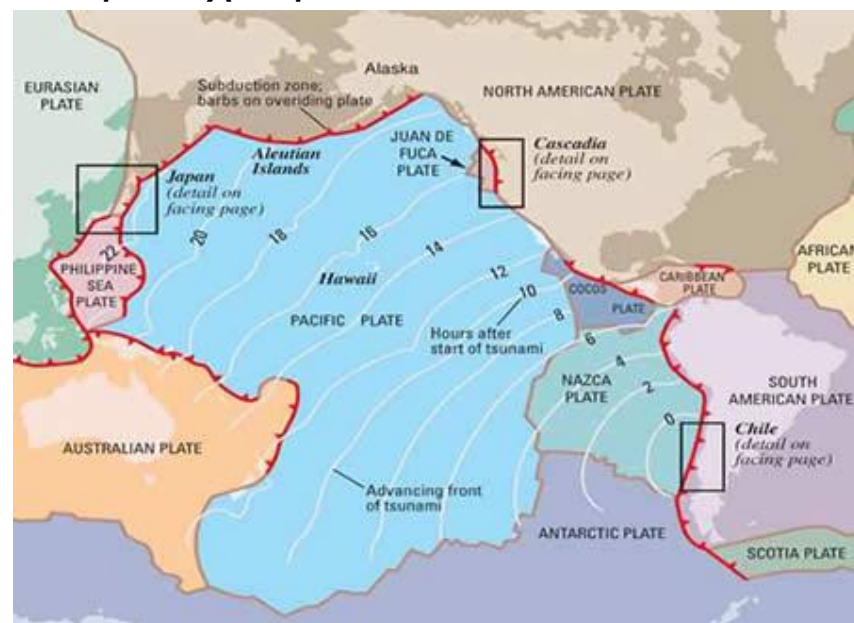 Alaska
EURASIAN
PLATE
Subduction zone;
barbs on overiding plate
NORTH AMERICAN PLATE
JUAN DE
FUCA
PLATE
Cascadia
(detail on
facing page)
Aleutian
Islands
Japan
(detail on
facing page)
20
18
16
14
12
10
8
6
4
2
0
22
PHILIPPINE
SEA
PLATE
Hawaii
PACIFIC PLATE
Hours after
start of tsunami
COCOS
PLATE
CARIBBEAN
PLATE
AFRICAN
PLATE
NAZCA
PLATE
SOUTH
AMERICAN PLATE
Chile
(detail on
facing page)
AUSTRALIAN PLATE
Advancing front
of tsunami
ANTARCTIC PLATE
SCOTIA PLATE